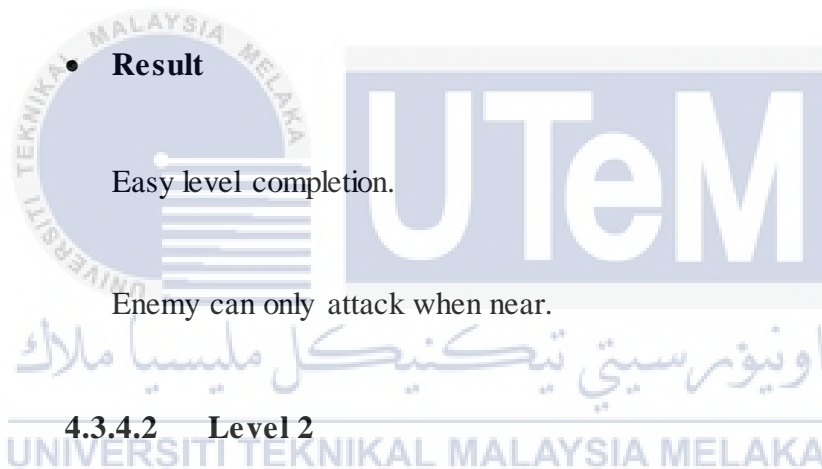 UNIVERSITI TEKNIKAL MALAYSIA MELAKA
UTeM
• Result
Easy level completion.
Enemy can only attack when near.
اونيۏرسيتي تيكنيكل مليسيا ملاك
4.3.4.2 Level 2
UNIVERSITI TEKNIKAL MALAYSIA MELAKA